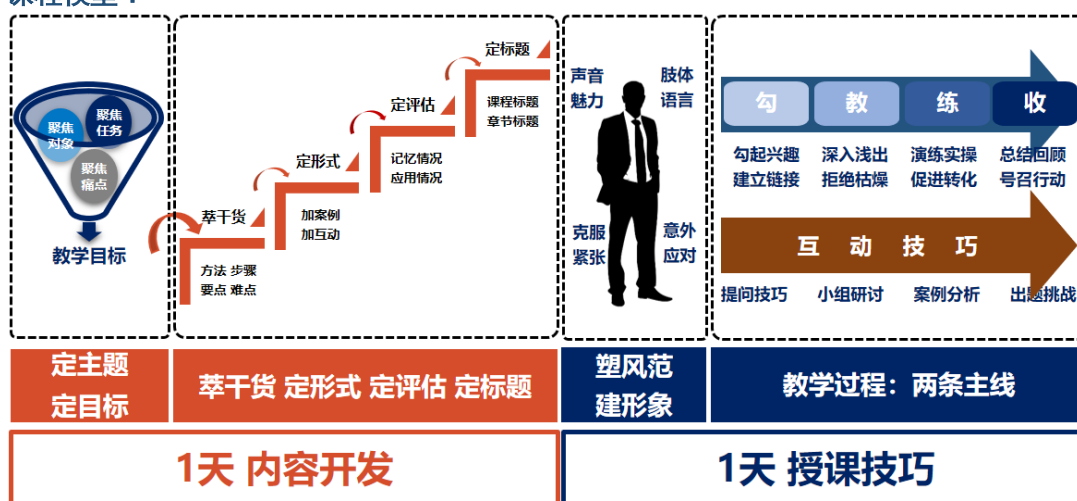 课程模型：
聚焦
对象
聚焦
任务
聚焦
痛点
教学目标
萃干货
方法 步骤
要点 难点
定形式
加案例
加互动
定评估
记忆情况
应用情况
定标题
课程标题
章节标题
声音
魅力
肢体
语言
克服
紧张
意外
应对
勾 教 练 收
勾起兴趣 深入浅出 演练实操 总结回顾
建立链接 拒绝枯燥 促进转化 号召行动
互 动 技 巧
提问技巧 小组研讨 案例分析 出题挑战
定主题
定目标
萃干货 定形式 定评估 定标题
塑风范
建形象
教学过程：两条主线
1天 内容开发
1天 授课技巧